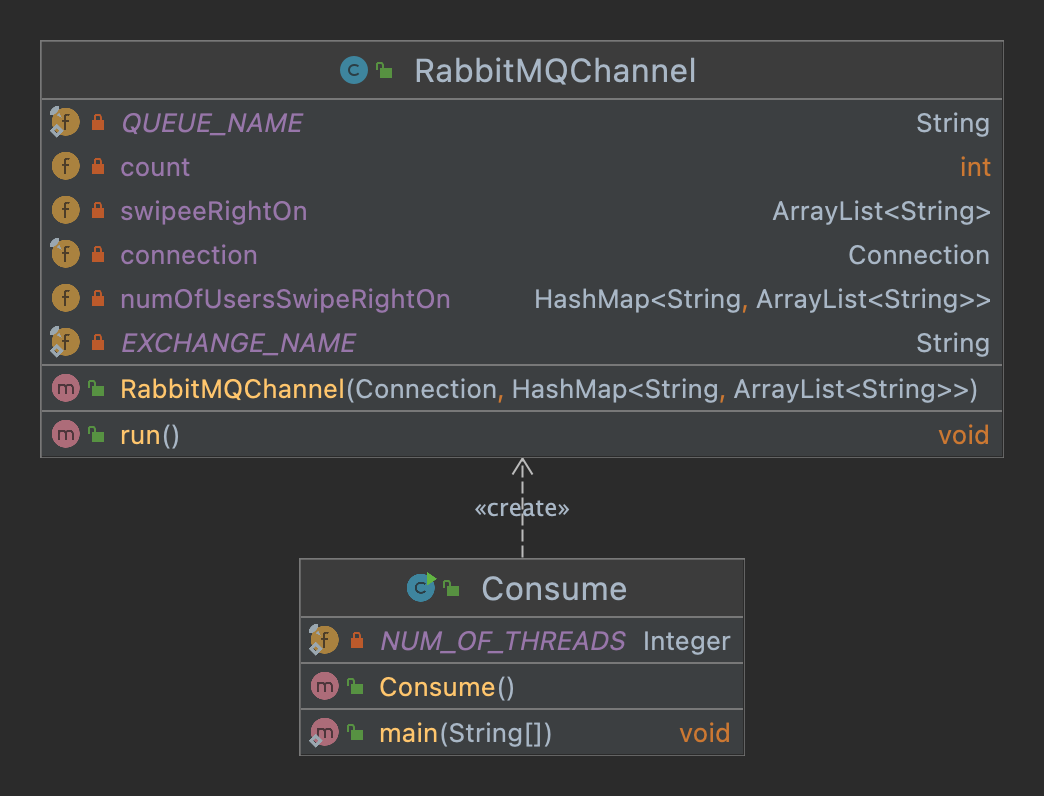 RabbitMQChannel
QUEUE_NAME String
count int
swipeeRightOn ArrayList<String>
connection Connection
numOfUsersSwipeRightOn HashMap<String, ArrayList<String>>
EXCHANGE_NAME String
RabbitMQChannel(Connection, HashMap<String, ArrayList<String>>)
run() void
«create»
Consume
NUM_OF_THREADS Integer
Consume()
main(String[]) void